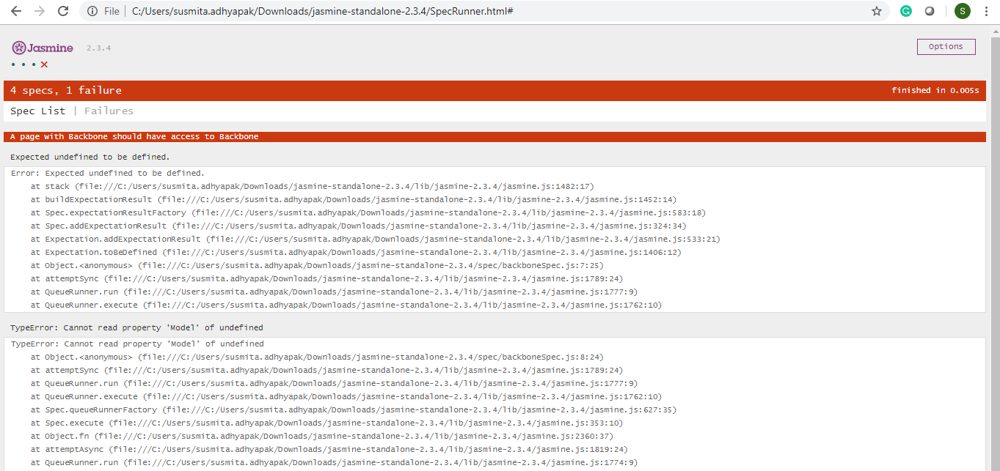 File C:/Users/susmita.adhyapak/Downloads/jasmine-standalone-2.3.4/SpecRunner.html#
S
Jasmine 2.3.4
Options
4 specs, 1 failure
finished in 0.005s
Spec List | Failures
A page with Backbone should have access to Backbone
Expected undefined to be defined.
Error: Expected undefined to be defined.
at stack (file:///C:/Users/susmita.adhyapak/Downloads/jasmine-standalone-2.3.4/lib/jasmine-2.3.4/jasmine.js:1482:17)
at buildExpectationResult (file:///C:/Users/susmita.adhyapak/Downloads/jasmine-standalone-2.3.4/lib/jasmine-2.3.4/jasmine.js:1452:14)
at Spec.expectationResultFactory (file:///C:/Users/susmita.adhyapak/Downloads/jasmine-standalone-2.3.4/lib/jasmine-2.3.4/jasmine.js:583:18)
at Spec.addExpectationResult (file:///C:/Users/susmita.adhyapak/Downloads/jasmine-standalone-2.3.4/lib/jasmine-2.3.4/jasmine.js:324:34)
at Expectation.addExpectationResult (file:///C:/Users/susmita.adhyapak/Downloads/jasmine-standalone-2.3.4/lib/jasmine-2.3.4/jasmine.js:533:21)
at Expectation.toBeDefined (file:///C:/Users/susmita.adhyapak/Downloads/jasmine-standalone-2.3.4/lib/jasmine-2.3.4/jasmine.js:1406:12)
at Object.<anonymous> (file:///C:/Users/susmita.adhyapak/Downloads/jasmine-standalone-2.3.4/spec/backboneSpec.js:7:25)
at attemptSync (file:///C:/Users/susmita.adhyapak/Downloads/jasmine-standalone-2.3.4/lib/jasmine-2.3.4/jasmine.js:1789:24)
at QueueRunner.run (file:///C:/Users/susmita.adhyapak/Downloads/jasmine-standalone-2.3.4/lib/jasmine-2.3.4/jasmine.js:1777:9)
at QueueRunner.execute (file:///C:/Users/susmita.adhyapak/Downloads/jasmine-standalone-2.3.4/lib/jasmine-2.3.4/jasmine.js:1762:10)
TypeError: Cannot read property 'Model' of undefined
TypeError: Cannot read property 'Model' of undefined
at Object.<anonymous> (file:///C:/Users/susmita.adhyapak/Downloads/jasmine-standalone-2.3.4/spec/backboneSpec.js:8:24)
at attemptSync (file:///C:/Users/susmita.adhyapak/Downloads/jasmine-standalone-2.3.4/lib/jasmine-2.3.4/jasmine.js:1789:24)
at QueueRunner.run (file:///C:/Users/susmita.adhyapak/Downloads/jasmine-standalone-2.3.4/lib/jasmine-2.3.4/jasmine.js:1777:9)
at QueueRunner.execute (file:///C:/Users/susmita.adhyapak/Downloads/jasmine-standalone-2.3.4/lib/jasmine-2.3.4/jasmine.js:1762:10)
at Spec.queueRunnerFactory (file:///C:/Users/susmita.adhyapak/Downloads/jasmine-standalone-2.3.4/lib/jasmine-2.3.4/jasmine.js:627:35)
at Spec.execute (file:///C:/Users/susmita.adhyapak/Downloads/jasmine-standalone-2.3.4/lib/jasmine-2.3.4/jasmine.js:353:10)
at Object.fn (file:///C:/Users/susmita.adhyapak/Downloads/jasmine-standalone-2.3.4/lib/jasmine-2.3.4/jasmine.js:2360:37)
at attemptAsync (file:///C:/Users/susmita.adhyapak/Downloads/jasmine-standalone-2.3.4/lib/jasmine-2.3.4/jasmine.js:1819:24)
at QueueRunner.run (file:///C:/Users/susmita.adhyapak/Downloads/jasmine-standalone-2.3.4/lib/jasmine-2.3.4/jasmine.js:1774:9)